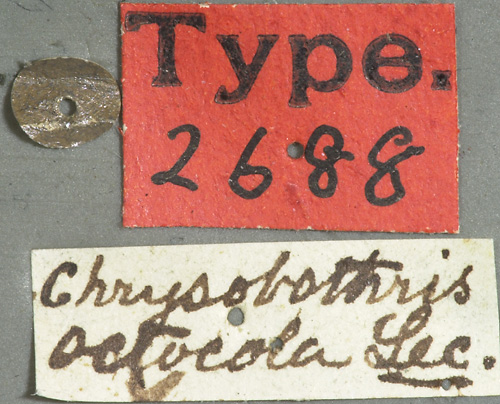 Type.
2688
Chrysobothris
octocola Lec.